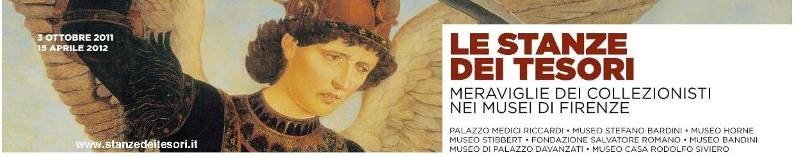 3 OTTOBRE 2011
15 APRILE 2012
www.stanzedeitesori.it
LE STANZE
DEI TESORI
MERAVIGLIE DEI COLLEZIONISTI
NEI MUSEI DI FIRENZE
PALAZZO MEDICI RICCARDI • MUSEO STEFANO BARDINI • MUSEO HORNE
MUSEO STIBBERT • FONDAZIONE SALVATORE ROMANO • MUSEO BANDINI
MUSEO DI PALAZZO DAVANZATI • MUSEO CASA RODOLFO SIVIERO